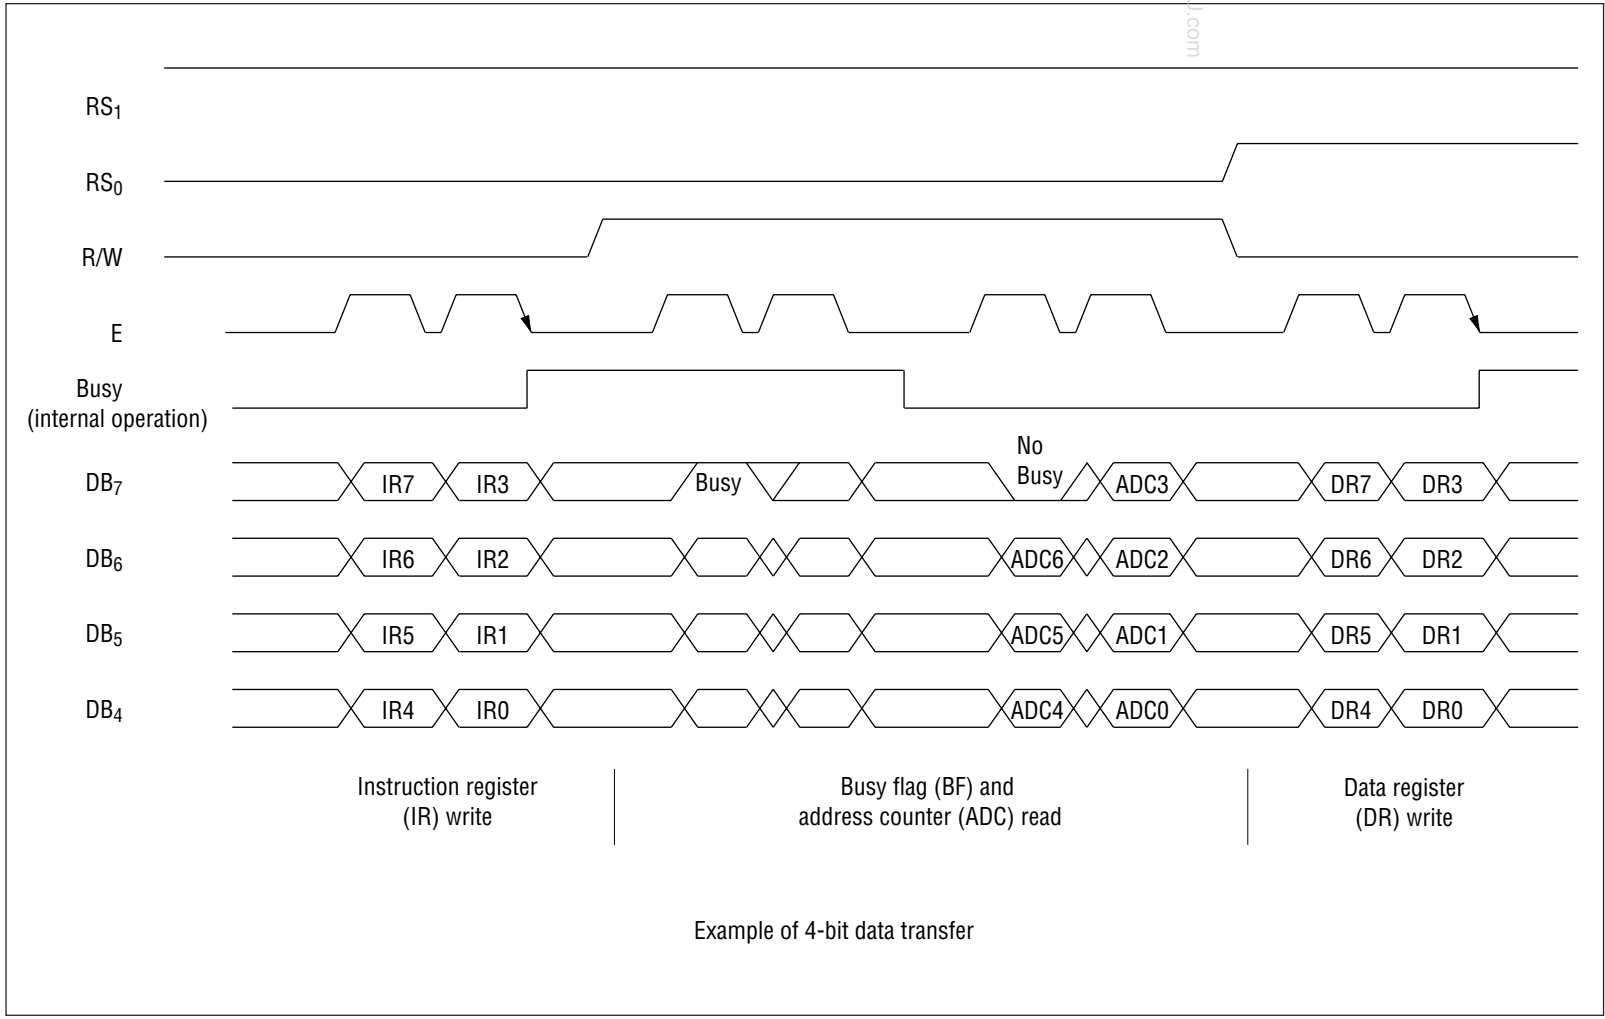 J.com
RS1
RS0
R/W
E
Busy
(internal operation)
No
Busy
DB7 IR7 IR3 Busy ADC3 DR7 DR3
DB6 IR6 IR2 ADC6 ADC2 DR6 DR2
DB5 IR5 IR1 ADC5 ADC1 DR5 DR1
DB4 IR4 IR0 ADC4 ADC0 DR4 DR0
Instruction register
(IR) write
Busy flag (BF) and
address counter (ADC) read
Data register
(DR) write
Example of 4-bit data transfer